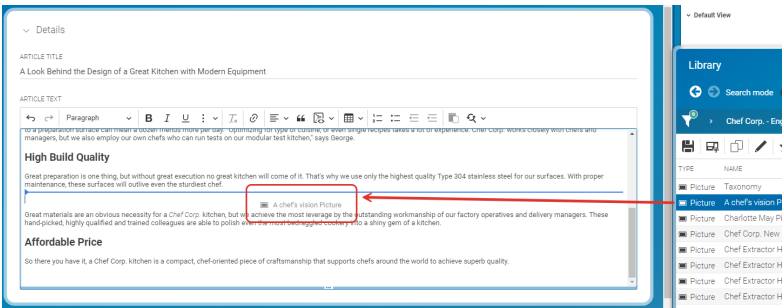 Details
ARTICLE TITLE
A Look Behind the Design of a Great Kitchen with Modern Equipment
ARTICLE TEXT
Paragraph
B I U
to a preparation surface can mean a dozen menus more per day. "Optimizing for type of cuisine, or even single recipes takes a lot of experience. Chef Corp. works closely with chefs and
managers, but we also employ our own chefs who can run tests on our modular test kitchen," says George.
High Build Quality
Great preparation is one thing, but without great execution no great kitchen will come of it. That's why we use only the highest quality Type 304 stainless steel for our surfaces. With proper
maintenance, these surfaces will outlive even the sturdiest chef.
A chef's vision Picture
Great materials are an obvious necessity for a Chef Corp. kitchen, but we achieve the most leverage by the outstanding workmanship of our factory operatives and delivery managers. These
hand-picked, highly qualified and trained colleagues are able to polish even the most bedraggled cookery into a shiny gem of a kitchen.
Affordable Price
So there you have it, a Chef Corp. kitchen is a compact, chef-oriented piece of craftsmanship that supports chefs around the world to achieve superb quality.
Default View
Library
Search mode
Chef Corp. - Eng
TYPE NAME
Picture Taxonomy
Picture A chef's vision P
Picture Charlotte May Pi
Picture Chef Corp. New
Picture Chef Extractor H
Picture Chef Extractor H
Picture Chef Extractor H
Picture Chef Extractor H